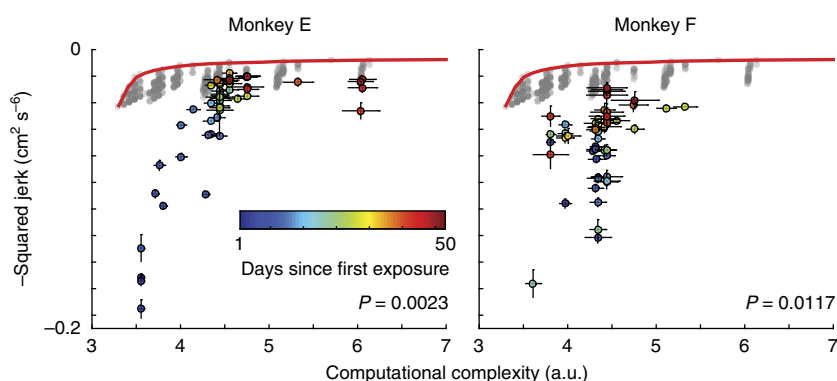 Monkey E
Monkey F
0
–Squared jerk (cm² s⁻⁶)
1
50
Days since first exposure
P = 0.0023
P = 0.0117
–0.2
3 4 5 6 7
3 4 5 6 7
Computational complexity (a.u.)